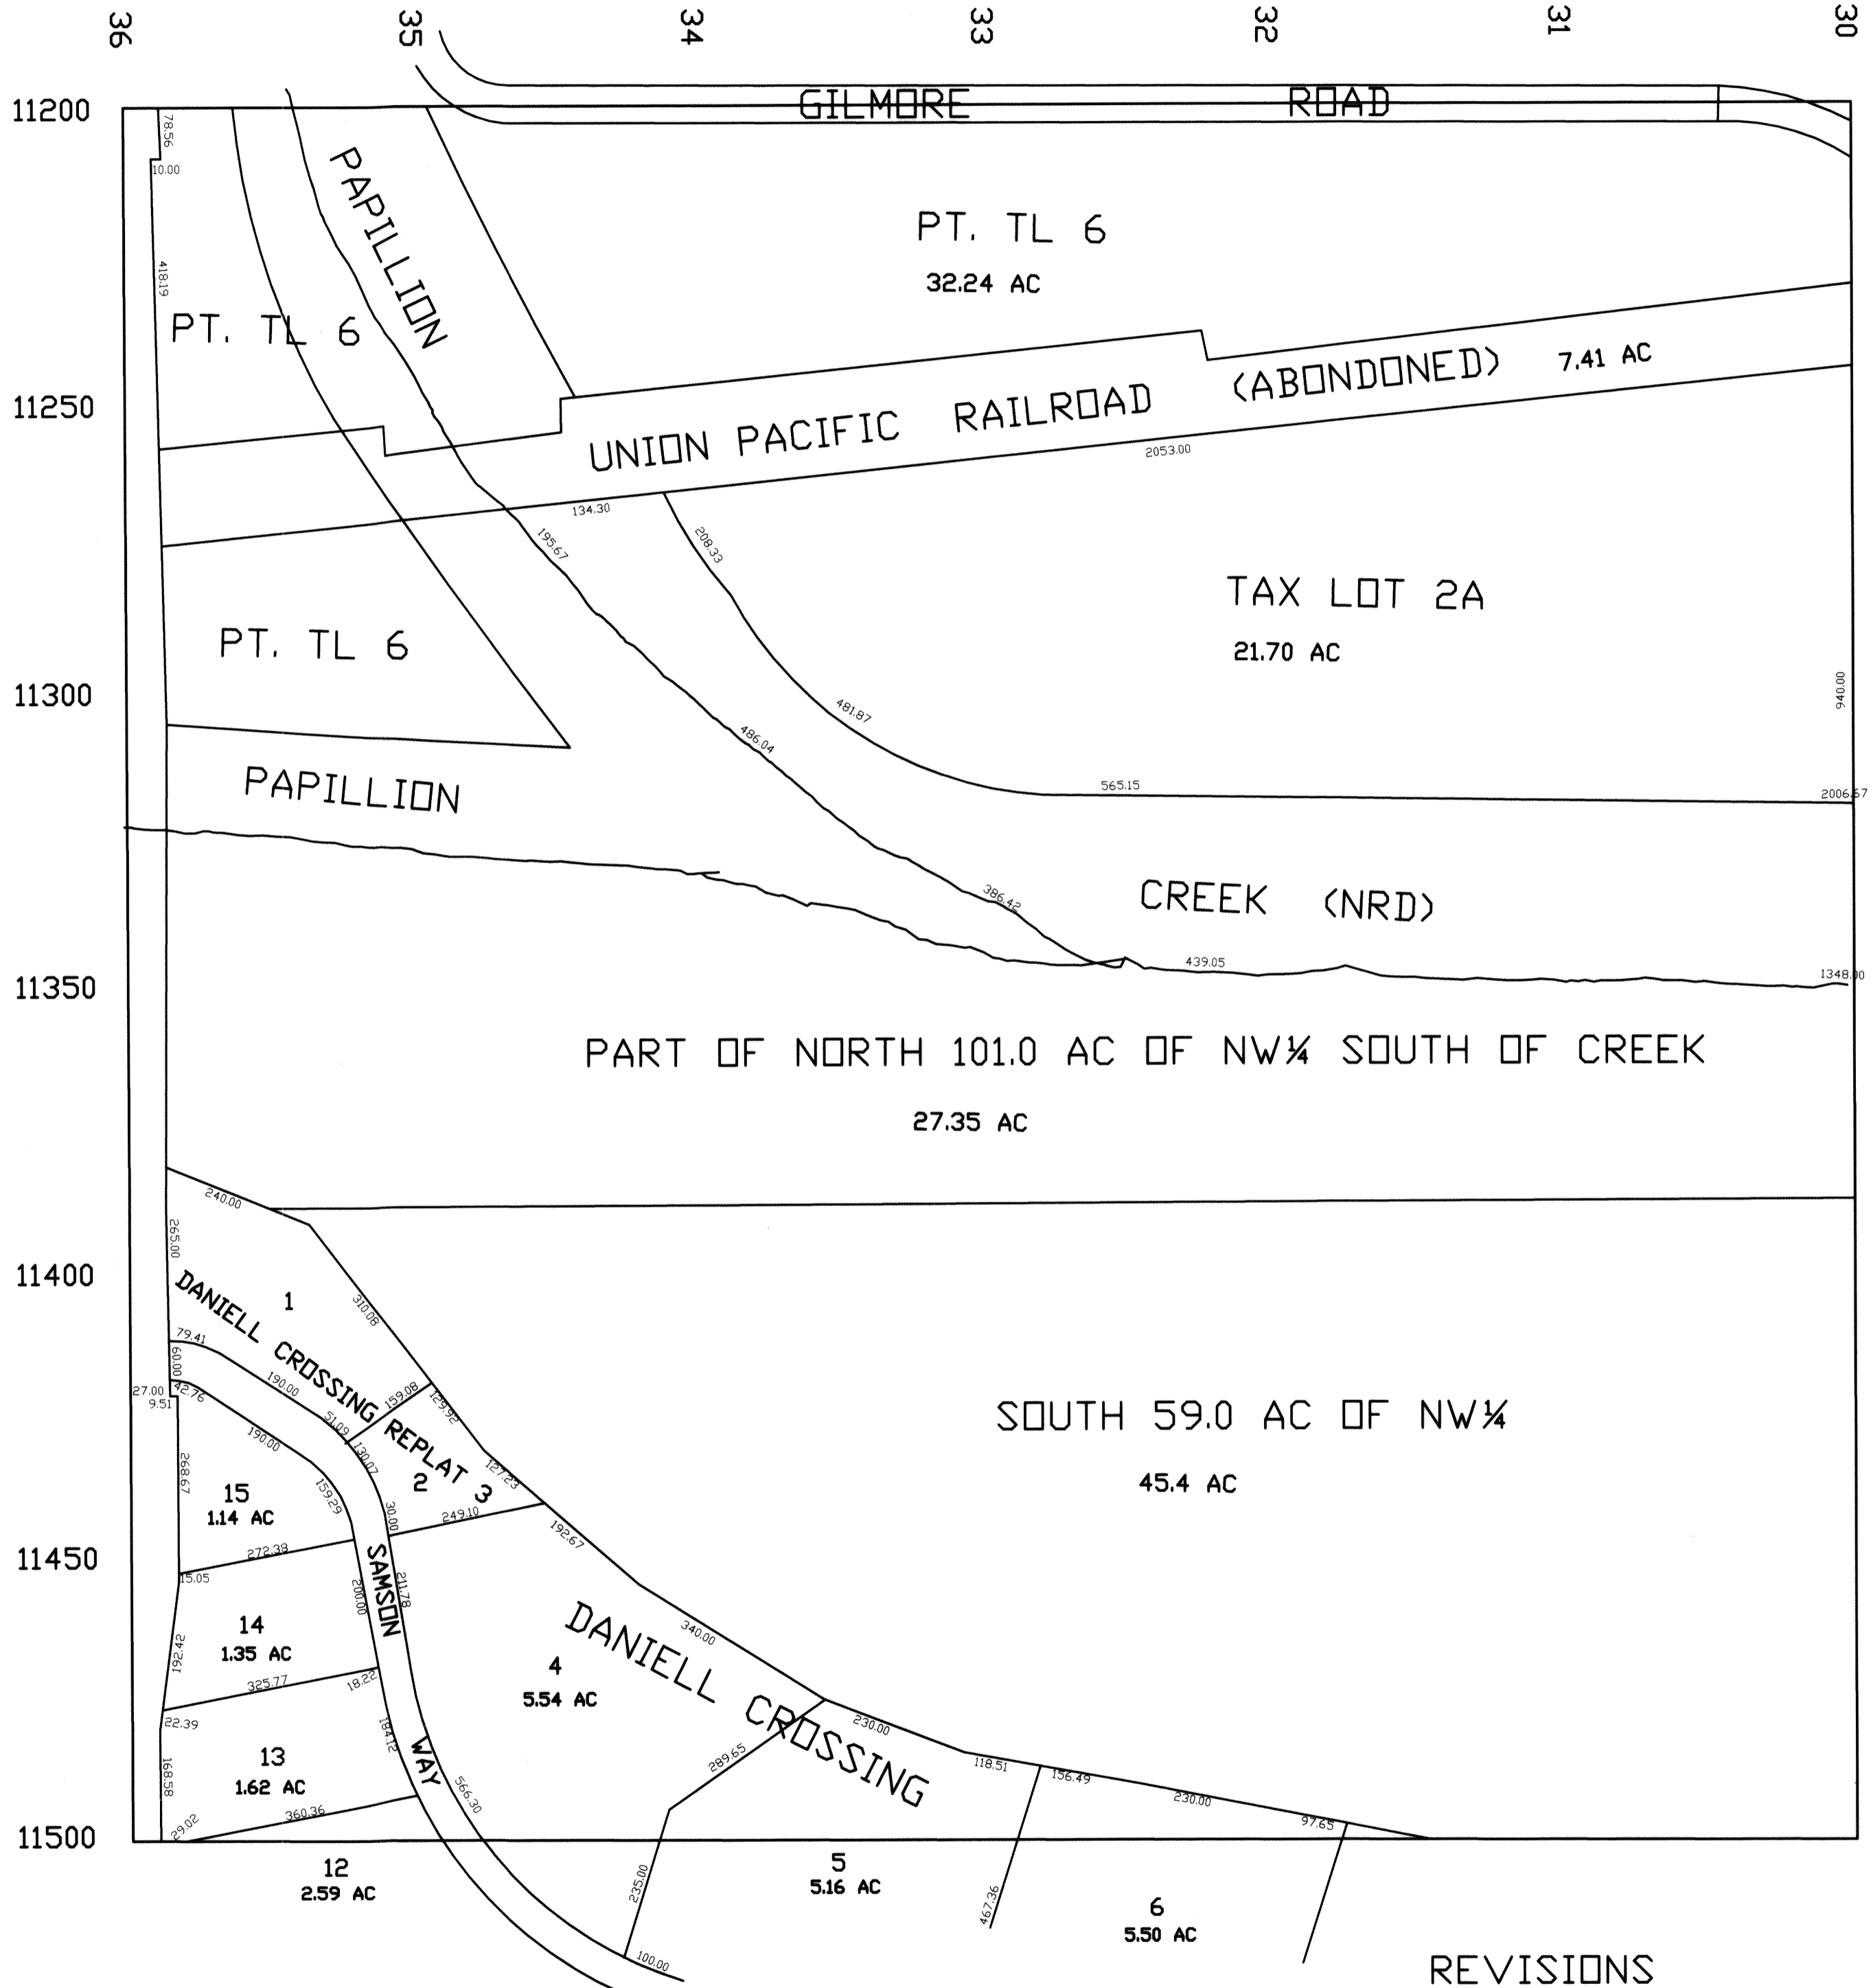 36 35 34 33 32 31 30
11200
GILMORE ROAD
78.56
10.00
PAPILLION
PT. TL 6
32.24 AC
418.19
PT. TL 6
(ABONDONED) 7.41 AC
11250
UNION PACIFIC RAILROAD
2053.00
134.30
195.67
208.33
TAX LOT 2A
21.70 AC
PT. TL 6
11300
940.00
481.87
486.04
565.15
2006.67
PAPILLION
386.42
CREEK (NRD)
439.05
1348.00
11350
PART OF NORTH 101.0 AC OF NW¼ SOUTH OF CREEK
27.35 AC
240.00
265.00
11400
1
310.08
DANIELL CROSSING REPLAT 3
79.41
60.00
190.00
159.08
129.92
27.00
42.76
9.51
51.09
130.07
190.00
SOUTH 59.0 AC OF NW¼
45.4 AC
268.67
127.23
2
15
1.14 AC
159.29
30.00
249.10
192.67
11450
272.38
15.05
SAMSON
200.00
211.78
14
1.35 AC
192.42
340.00
DANIELL CROSSING
4
5.54 AC
325.77
18.22
22.39
184.12
230.00
289.65
WAY
118.51
156.49
13
1.62 AC
168.58
566.30
230.00
360.36
29.02
97.65
11500
12
2.59 AC
5
5.16 AC
235.00
467.36
6
5.50 AC
100.00
REVISIONS